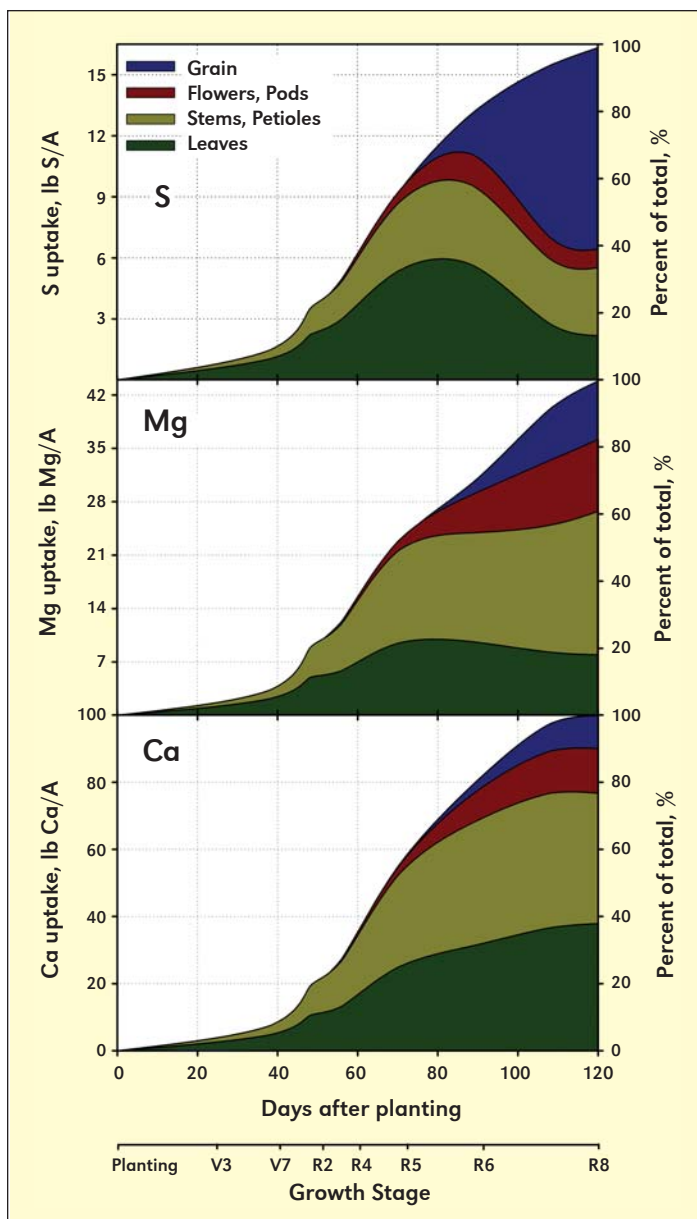 Grain
Flowers, Pods
Stems, Petioles
Leaves
S
S uptake, lb S/A
15
12
9
6
3
100
80
60
40
20
Percent of total, %
Mg
Mg uptake, lb Mg/A
42
35
28
21
14
7
100
80
60
40
20
Percent of total, %
Ca
Ca uptake, lb Ca/A
100
80
60
40
20
0
100
80
60
40
20
0
Percent of total, %
0 20 40 60 80 100 120
Days after planting
Planting V3 V7 R2 R4 R5 R6 R8
Growth Stage